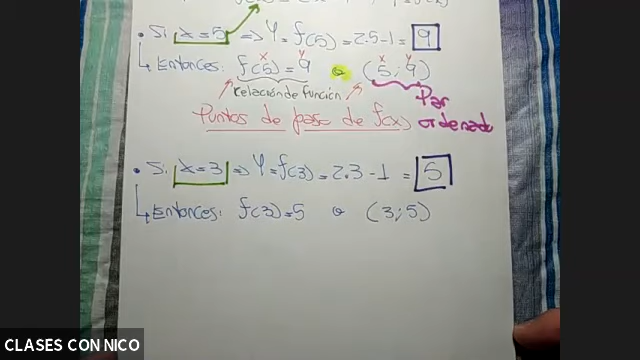 • Si x=5 => Y=f(5)=2.5-1= 9
x y x y
↳ Entonces: f(5)=9 o (5;9)
relación de función Par
Puntos de paso de f(x) ordenado
• Si x=3 => Y=f(3)=2.3-1= 5
↳ Entonces: f(3)=5 o (3;5)
CLASES CON NICO